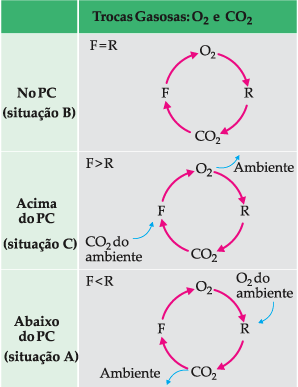 Trocas Gasosas: O₂ e CO₂
No PC
(situação B)
F = R
O₂
F
R
CO₂
Acima
do PC
(situação C)
F > R
O₂
Ambiente
F
R
CO₂ do
ambiente
CO₂
Abaixo
do PC
(situação A)
F < R
O₂
O₂ do
ambiente
F
R
Ambiente
CO₂